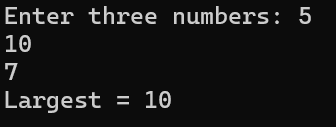 Enter three numbers: 5
10
7
Largest = 10